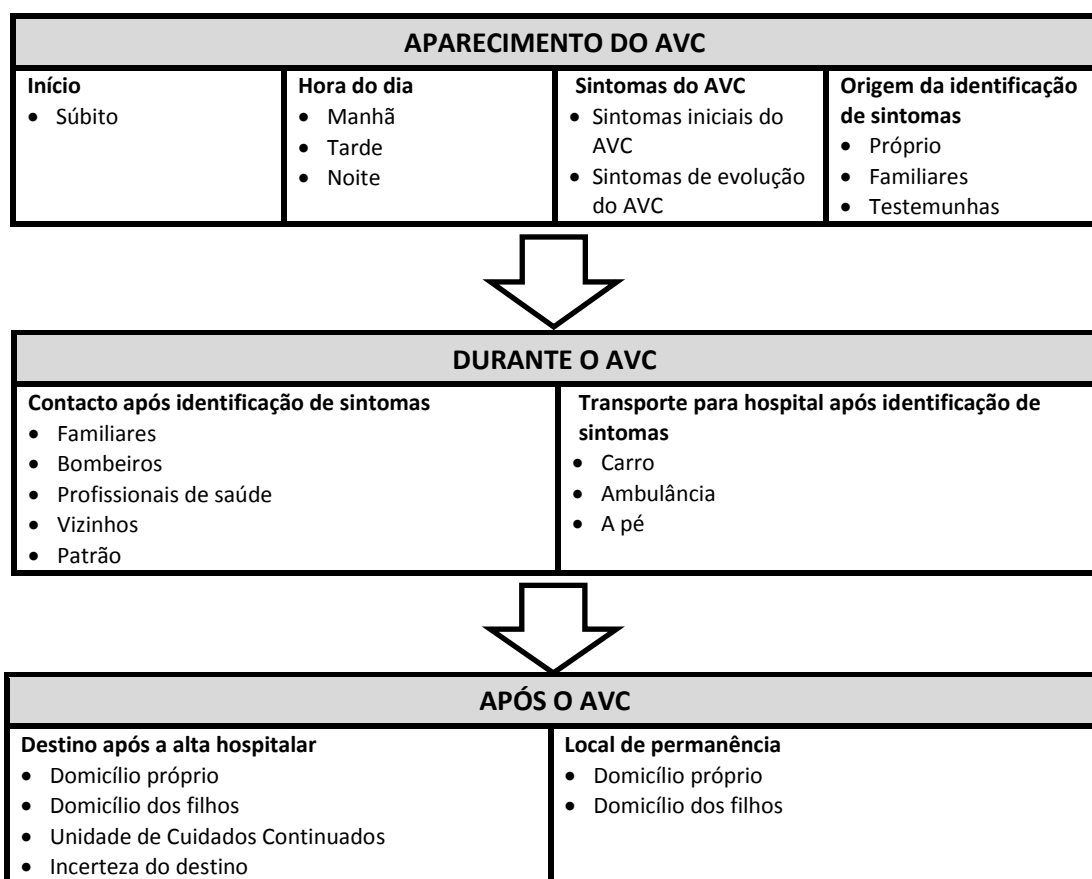 APARECIMENTO DO AVC
Início
• Súbito
Hora do dia
• Manhã
• Tarde
• Noite
Sintomas do AVC
• Sintomas iniciais do
AVC
• Sintomas de evolução
do AVC
Origem da identificação
de sintomas
• Próprio
• Familiares
• Testemunhas
DURANTE O AVC
Contacto após identificação de sintomas
• Familiares
• Bombeiros
• Profissionais de saúde
• Vizinhos
• Patrão
Transporte para hospital após identificação de
sintomas
• Carro
• Ambulância
• A pé
APÓS O AVC
Destino após a alta hospitalar
• Domicílio próprio
• Domicílio dos filhos
• Unidade de Cuidados Continuados
• Incerteza do destino
Local de permanência
• Domicílio próprio
• Domicílio dos filhos